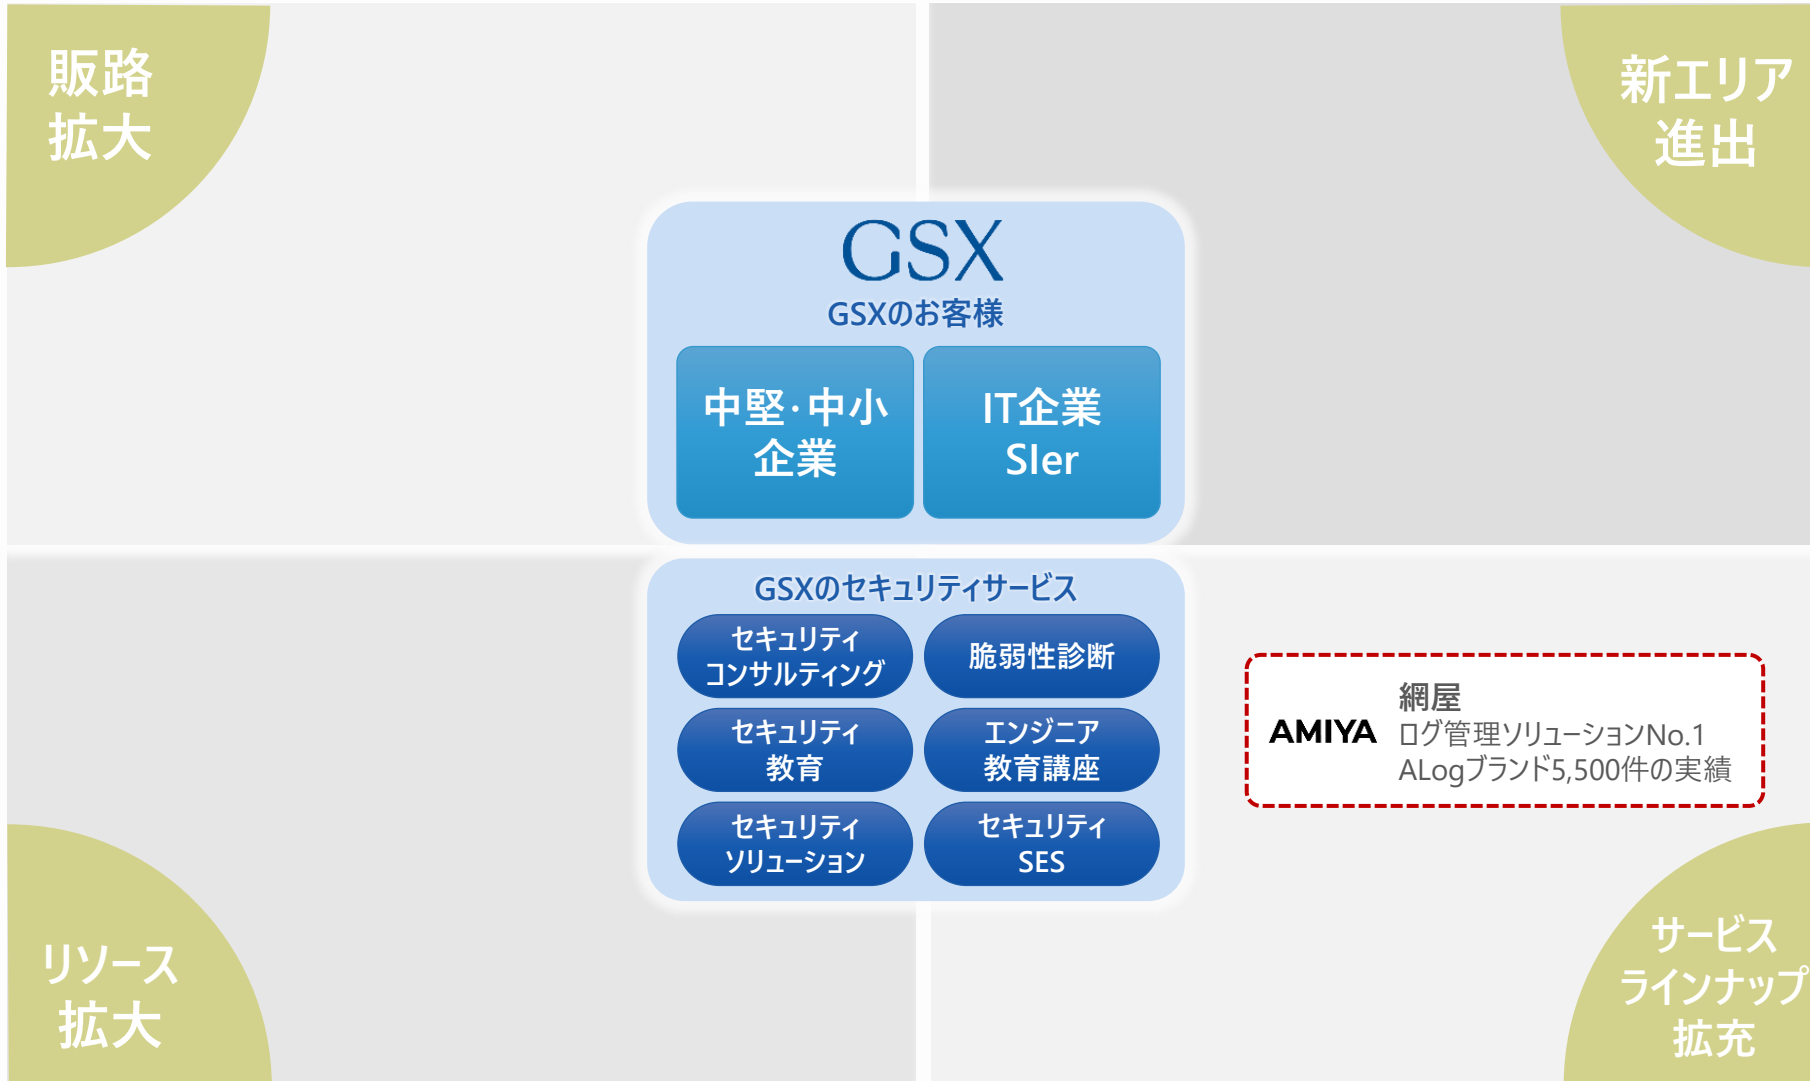 販路
拡大
新エリア
進出
GSX
GSXのお客様
中堅・中小
企業
IT企業
SIer
GSXのセキュリティサービス
セキュリティ
コンサルティング
脆弱性診断
セキュリティ
教育
エンジニア
教育講座
セキュリティ
ソリューション
セキュリティ
SES
AMIYA
網屋
ログ管理ソリューションNo.1
ALogブランド5,500件の実績
リソース
拡大
サービス
ラインナップ
拡充